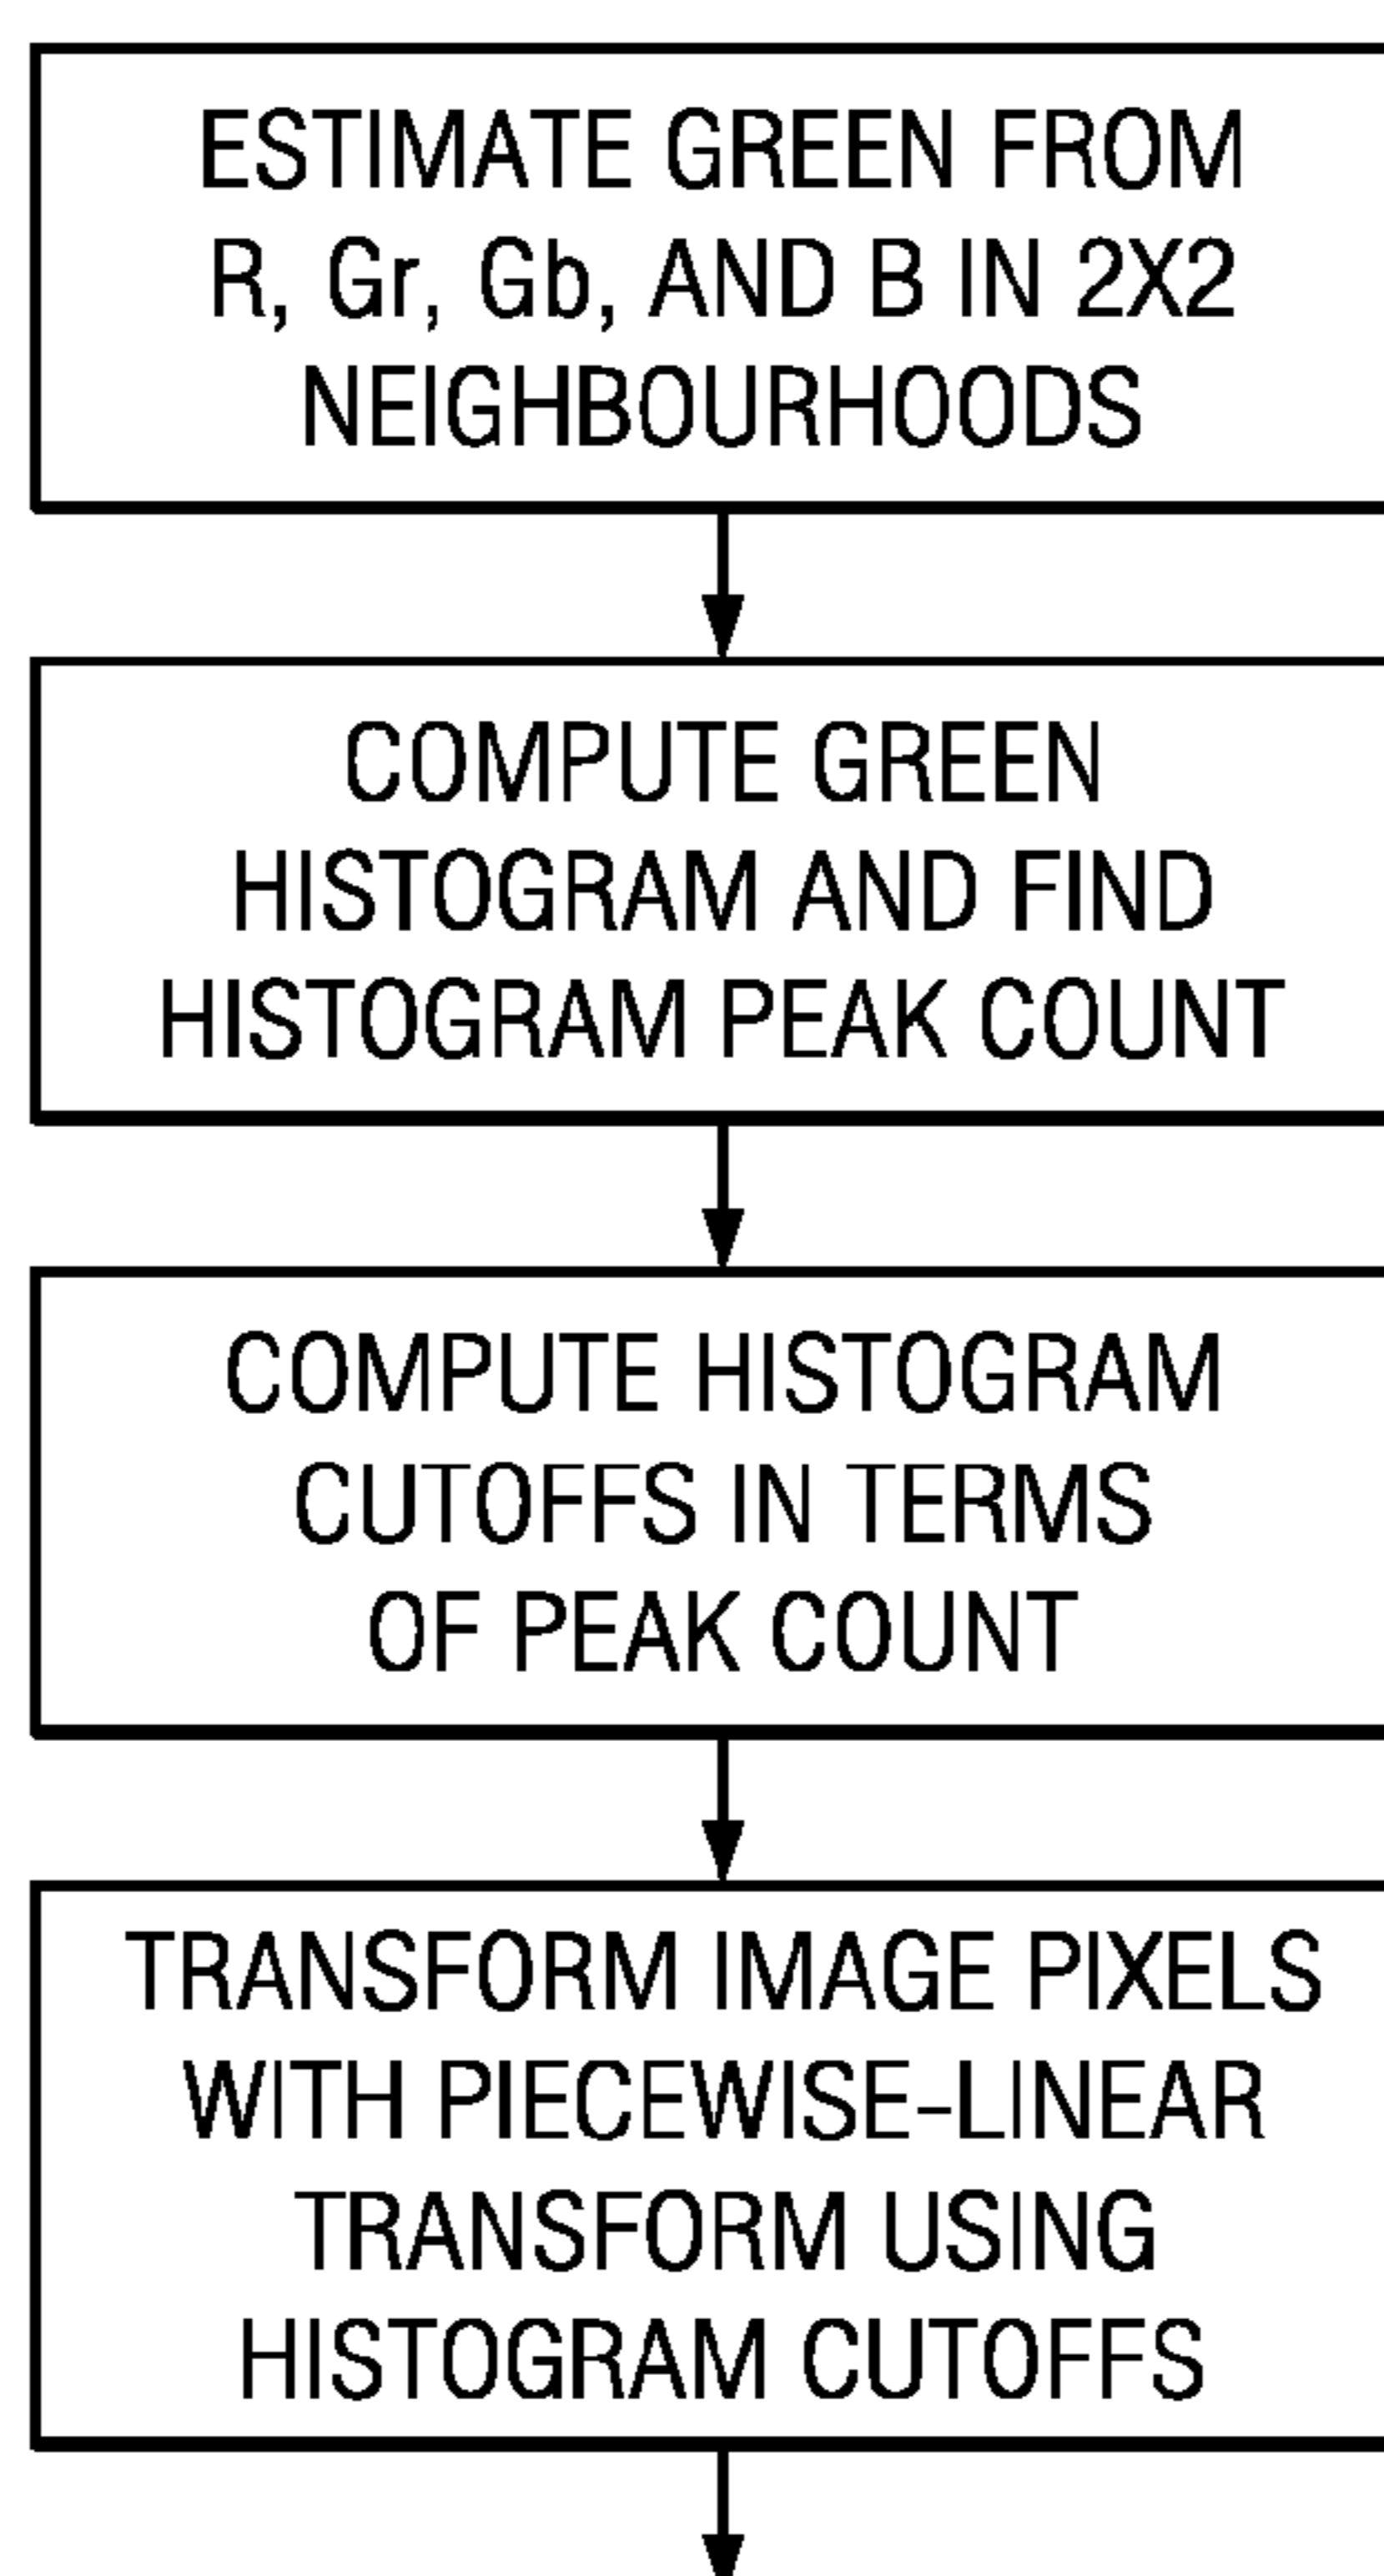 ESTIMATE GREEN FROM
R, Gr, Gb, AND B IN 2X2
NEIGHBOURHOODS
COMPUTE GREEN
HISTOGRAM AND FIND
HISTOGRAM PEAK COUNT
COMPUTE HISTOGRAM
CUTOFFS IN TERMS
OF PEAK COUNT
TRANSFORM IMAGE PIXELS
WITH PIECEWISE-LINEAR
TRANSFORM USING
HISTOGRAM CUTOFFS